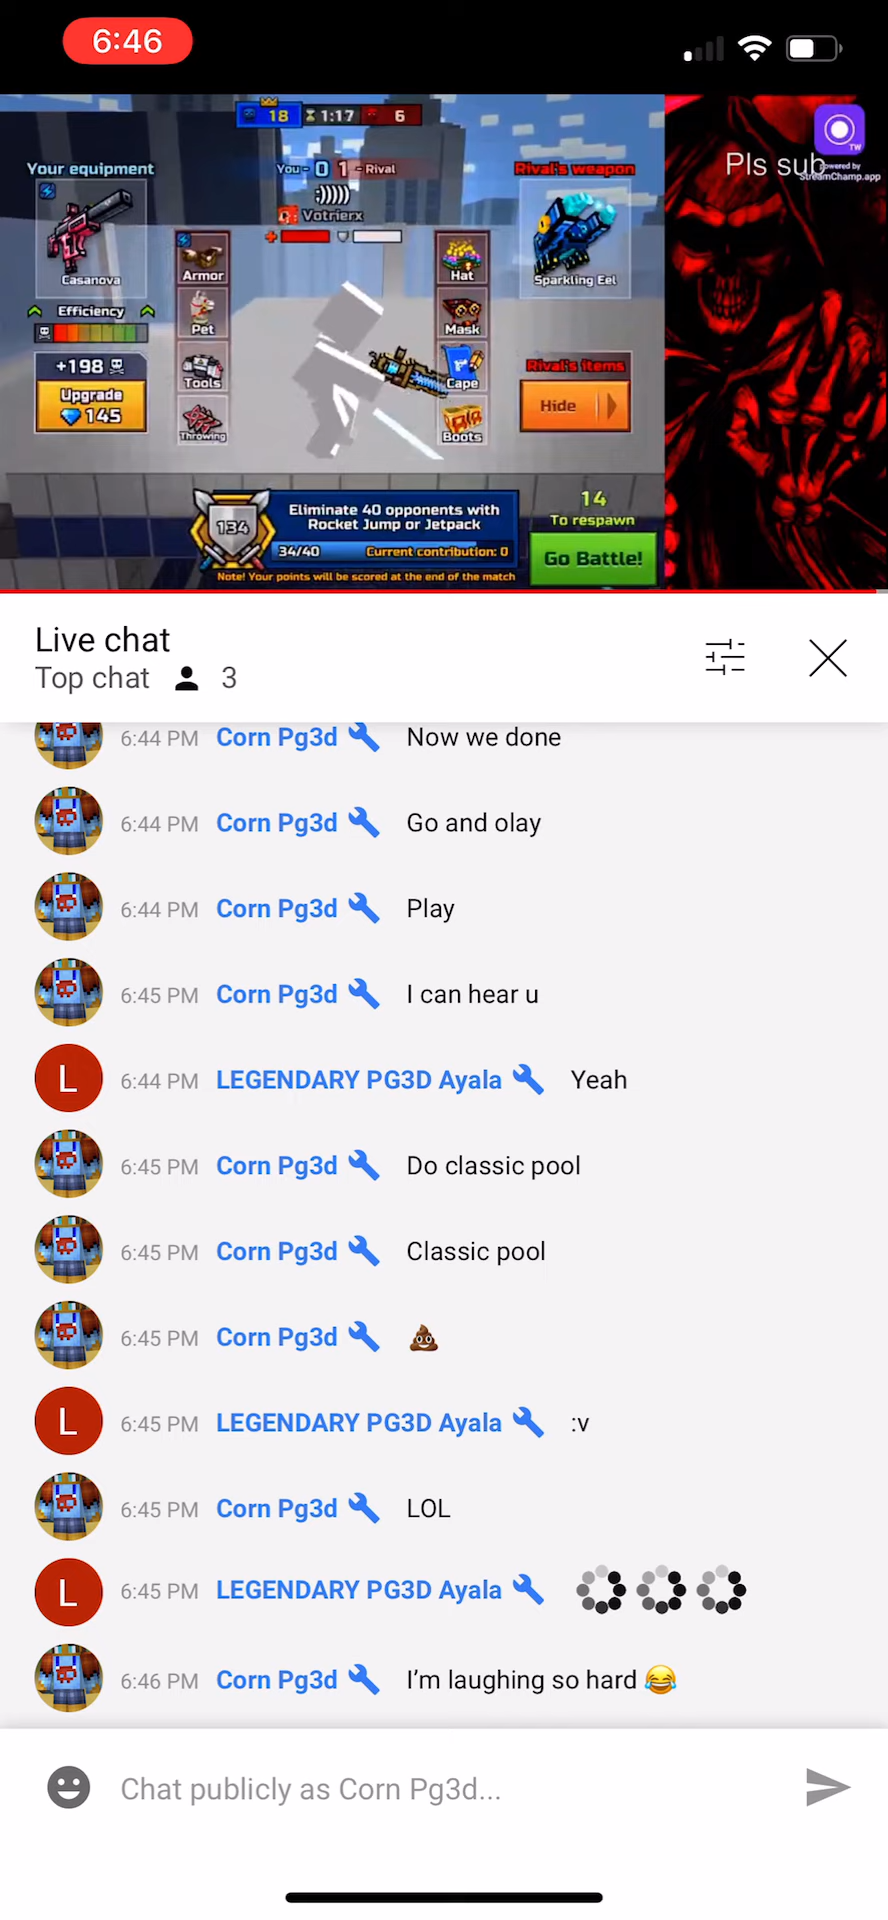 6:46
18 1:17 6
Pls sub
TW
powered by
StreamChamp.app
Your equipment
You - 0 1 - Rival
Rival's weapon
Votrierx
Casanova
Armor
Hat
Sparkling Eel
Efficiency
Pet
Mask
+198
Upgrade
145
Tools
Cape
Rival's items
Hide
Throwing
Boots
134
Eliminate 40 opponents with
Rocket Jump or Jetpack
34/40 Current contribution: 0
Note! Your points will be scored at the end of the match
14
To respawn
Go Battle!
Live chat
Top chat 3
6:44 PM Corn Pg3d Now we done
6:44 PM Corn Pg3d Go and olay
6:44 PM Corn Pg3d Play
6:45 PM Corn Pg3d I can hear u
L 6:44 PM LEGENDARY PG3D Ayala Yeah
6:45 PM Corn Pg3d Do classic pool
6:45 PM Corn Pg3d Classic pool
6:45 PM Corn Pg3d 💩
L 6:45 PM LEGENDARY PG3D Ayala :v
6:45 PM Corn Pg3d LOL
L 6:45 PM LEGENDARY PG3D Ayala
6:46 PM Corn Pg3d I'm laughing so hard 😂
Chat publicly as Corn Pg3d...